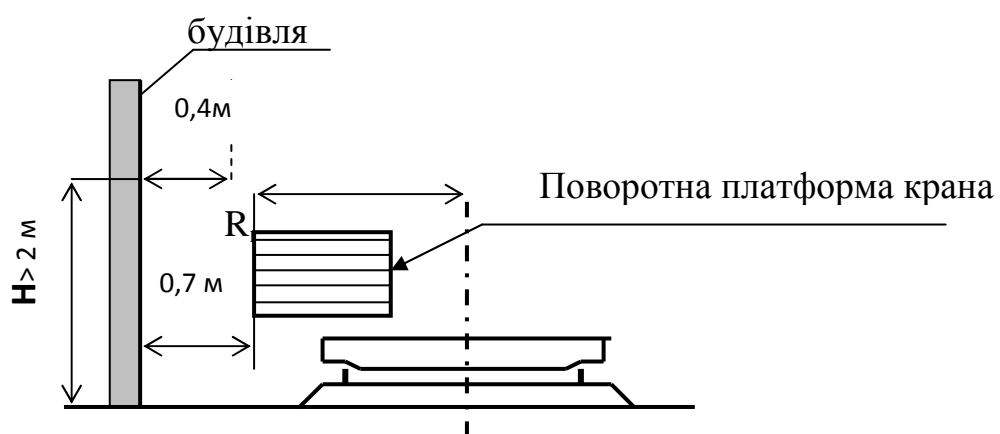 будівля
0,4м
Поворотна платформа крана
R
H> 2 м
0,7 м